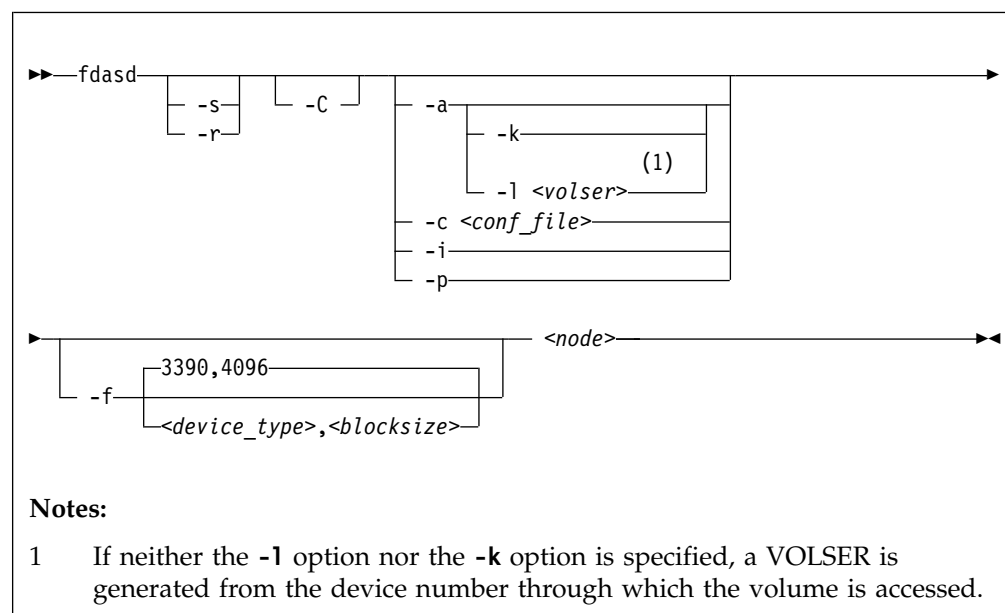 fdasd
-s
-r
-C
-a
-k
(1)
-l <volser>
-c <conf_file>
-i
-p
<node>
3390,4096
-f
<device_type>,<blocksize>
Notes:
1 If neither the -l option nor the -k option is specified, a VOLSER is
generated from the device number through which the volume is accessed.